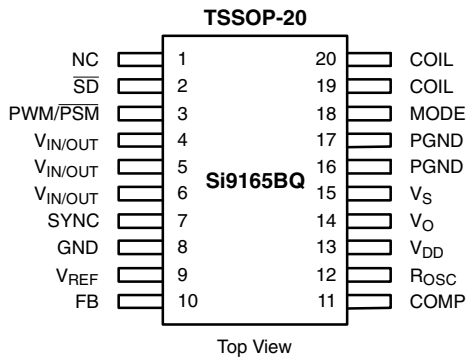 TSSOP-20
NC 1 20 COIL
SD 2 19 COIL
PWM/PSM 3 18 MODE
VIN/OUT 4 17 PGND
VIN/OUT 5 16 PGND
VIN/OUT 6 Si9165BQ 15 VS
SYNC 7 14 VO
GND 8 13 VDD
VREF 9 12 ROSC
FB 10 11 COMP
Top View